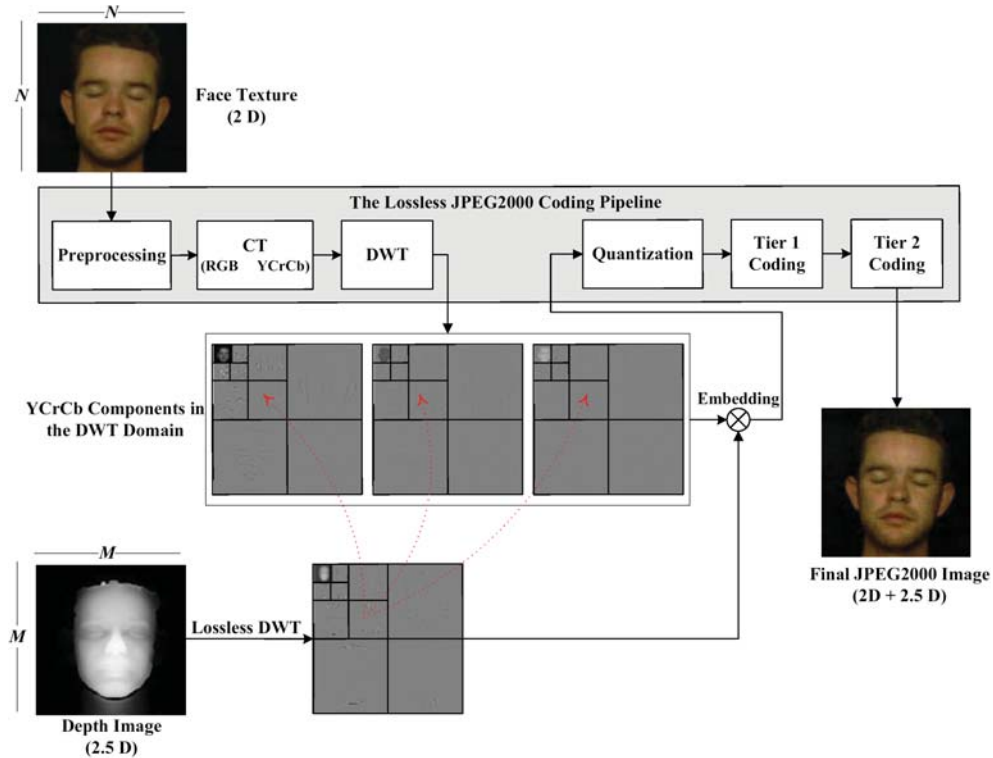 N
N
Face Texture
(2 D)
The Lossless JPEG2000 Coding Pipeline
Preprocessing
CT
(RGB YCrCb)
DWT
Quantization
Tier 1
Coding
Tier 2
Coding
YCrCb Components in
the DWT Domain
Embedding
M
M
Lossless DWT
Depth Image
(2.5 D)
Final JPEG2000 Image
(2D + 2.5 D)